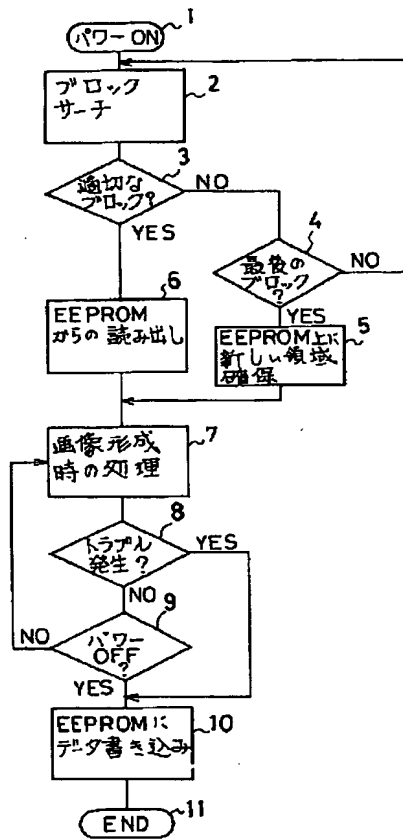 1
パワーON
2
ブロック
サーチ
3
適切な
ブロック?
NO
YES
4
最後の
ブロック
?
NO
YES
6
EEPROM
からの読み出し
5
EEPROM上に
新しい領域
確保
7
画像形成
時の処理
8
トラブル
発生?
YES
NO
9
パワー
OFF
?
NO
YES
10
EEPROMに
データ書き込み
11
END